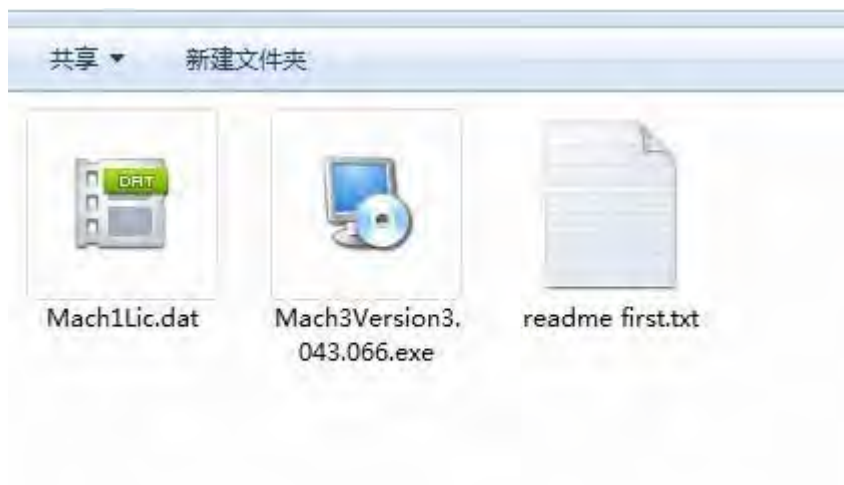 共享 新建文件夹
DAT
Mach1Lic.dat Mach3Version3. readme first.txt
043.066.exe